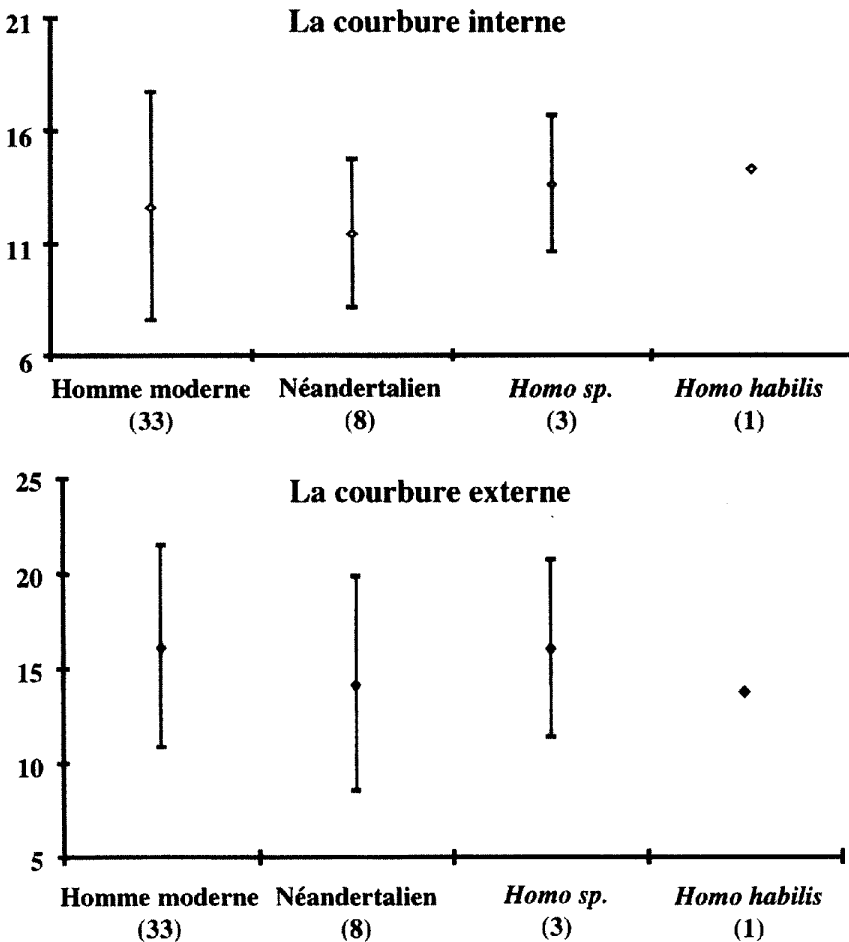 La courbure interne
21
16
11
6
Homme moderne Néandertalien Homo sp. Homo habilis
(33) (8) (3) (1)
La courbure externe
25
20
15
10
5
Homme moderne Néandertalien Homo sp. Homo habilis
(33) (8) (3) (1)